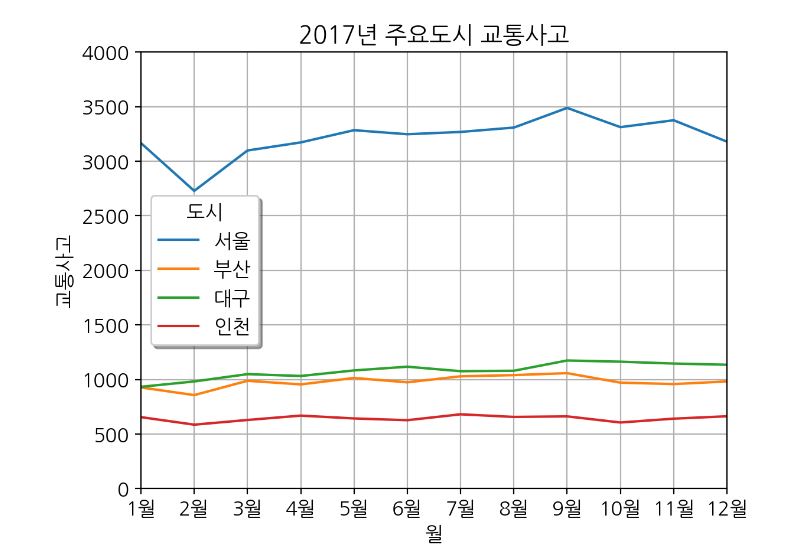 2017년 주요도시 교통사고
4000
3500
3000
2500
2000
1500
1000
500
0
교통사고
도시
서울
부산
대구
인천
1월 2월 3월 4월 5월 6월 7월 8월 9월 10월 11월 12월
월